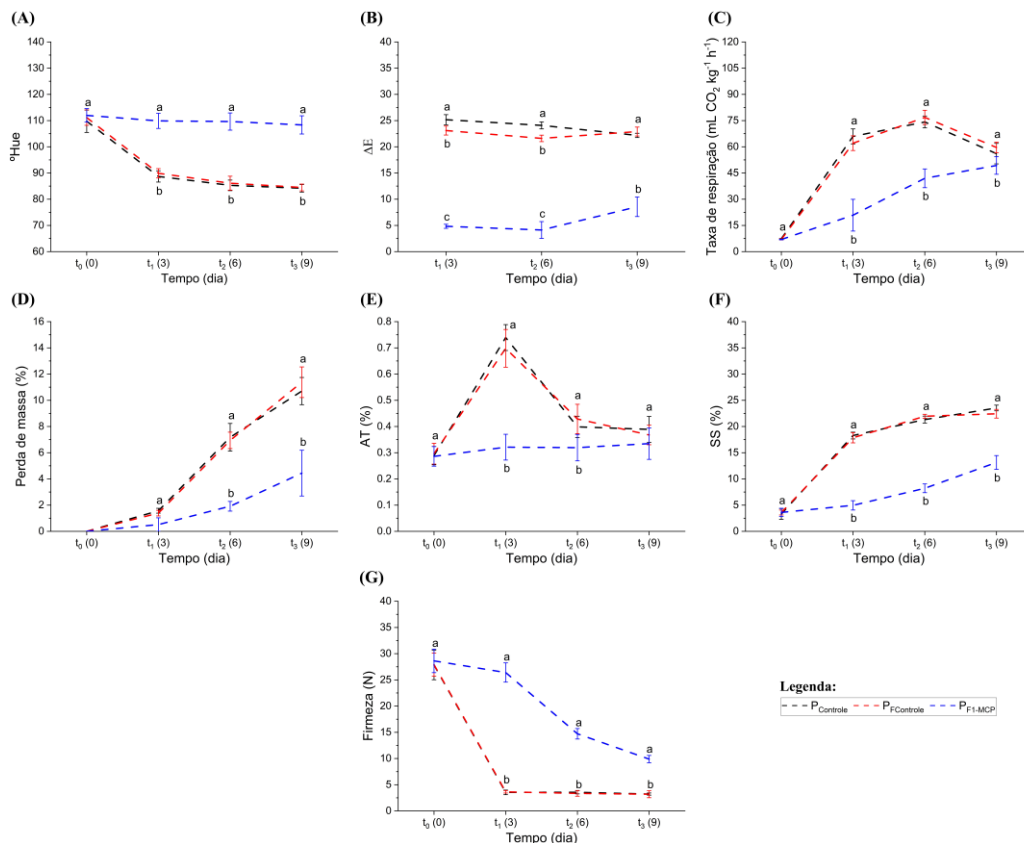 (A)
140
130
120
110
100
90
80
70
60
ºHue
a a a a
b b b
t0 (0) t1 (3) t2 (6) t3 (9)
Tempo (dia)
(B)
40
35
30
25
20
15
10
5
0
ΔE
a a a
b b
c c b
t1 (3) t2 (6) t3 (9)
Tempo (dia)
(C)
120
105
90
75
60
45
30
15
0
Taxa de respiração (mL CO2 kg-1 h-1)
a a a a
b b b
t0 (0) t1 (3) t2 (6) t3 (9)
Tempo (dia)
(D)
16
14
12
10
8
6
4
2
0
Perda de massa (%)
a a a
b b
t0 (0) t1 (3) t2 (6) t3 (9)
Tempo (dia)
(E)
0.8
0.7
0.6
0.5
0.4
0.3
0.2
0.1
0.0
AT (%)
a a a a
b b
t0 (0) t1 (3) t2 (6) t3 (9)
Tempo (dia)
(F)
40
35
30
25
20
15
10
5
0
SS (%)
a a a a
b b b
t0 (0) t1 (3) t2 (6) t3 (9)
Tempo (dia)
(G)
40
35
30
25
20
15
10
5
0
Firmeza (N)
a a a a
b b b
t0 (0) t1 (3) t2 (6) t3 (9)
Tempo (dia)
Legenda:
PControle PFControle PF1-MCP